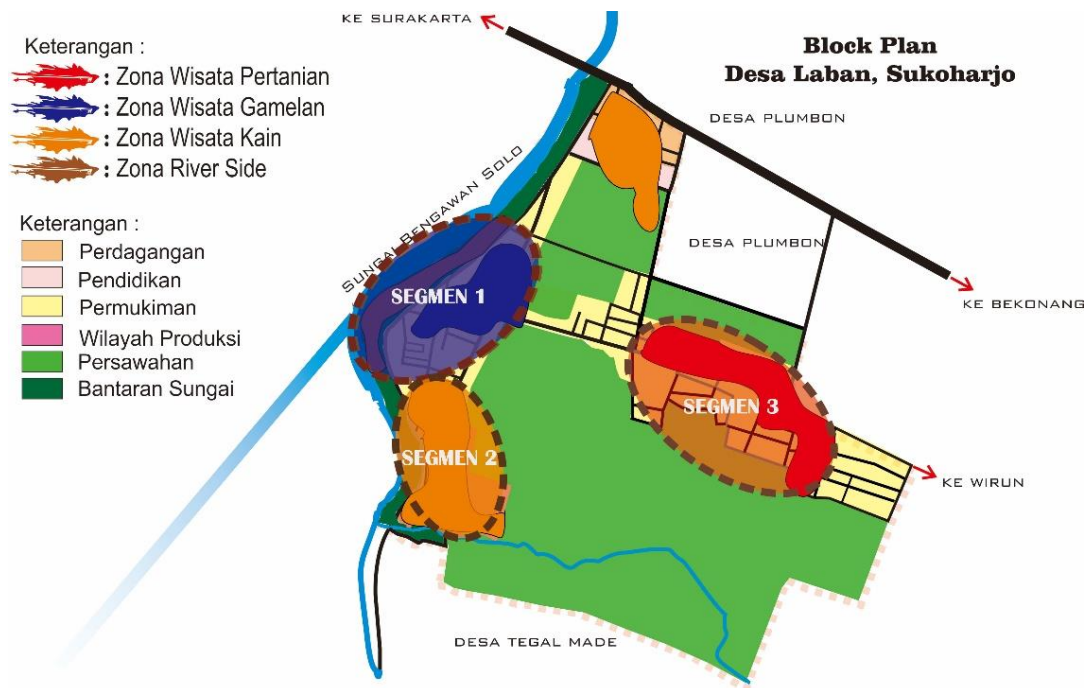 KE SURAKARTA
Block Plan
Desa Laban, Sukoharjo
Keterangan :
: Zona Wisata Pertanian
: Zona Wisata Gamelan
: Zona Wisata Kain
: Zona River Side
Keterangan :
Perdagangan
Pendidikan
Permukiman
Wilayah Produksi
Persawahan
Bantaran Sungai
DESA PLUMBON
SUNGAI BENGAWAN SOLO
DESA PLUMBON
KE BEKONANG
SEGMEN 1
SEGMEN 3
SEGMEN 2
KE WIRUN
DESA TEGAL MADE